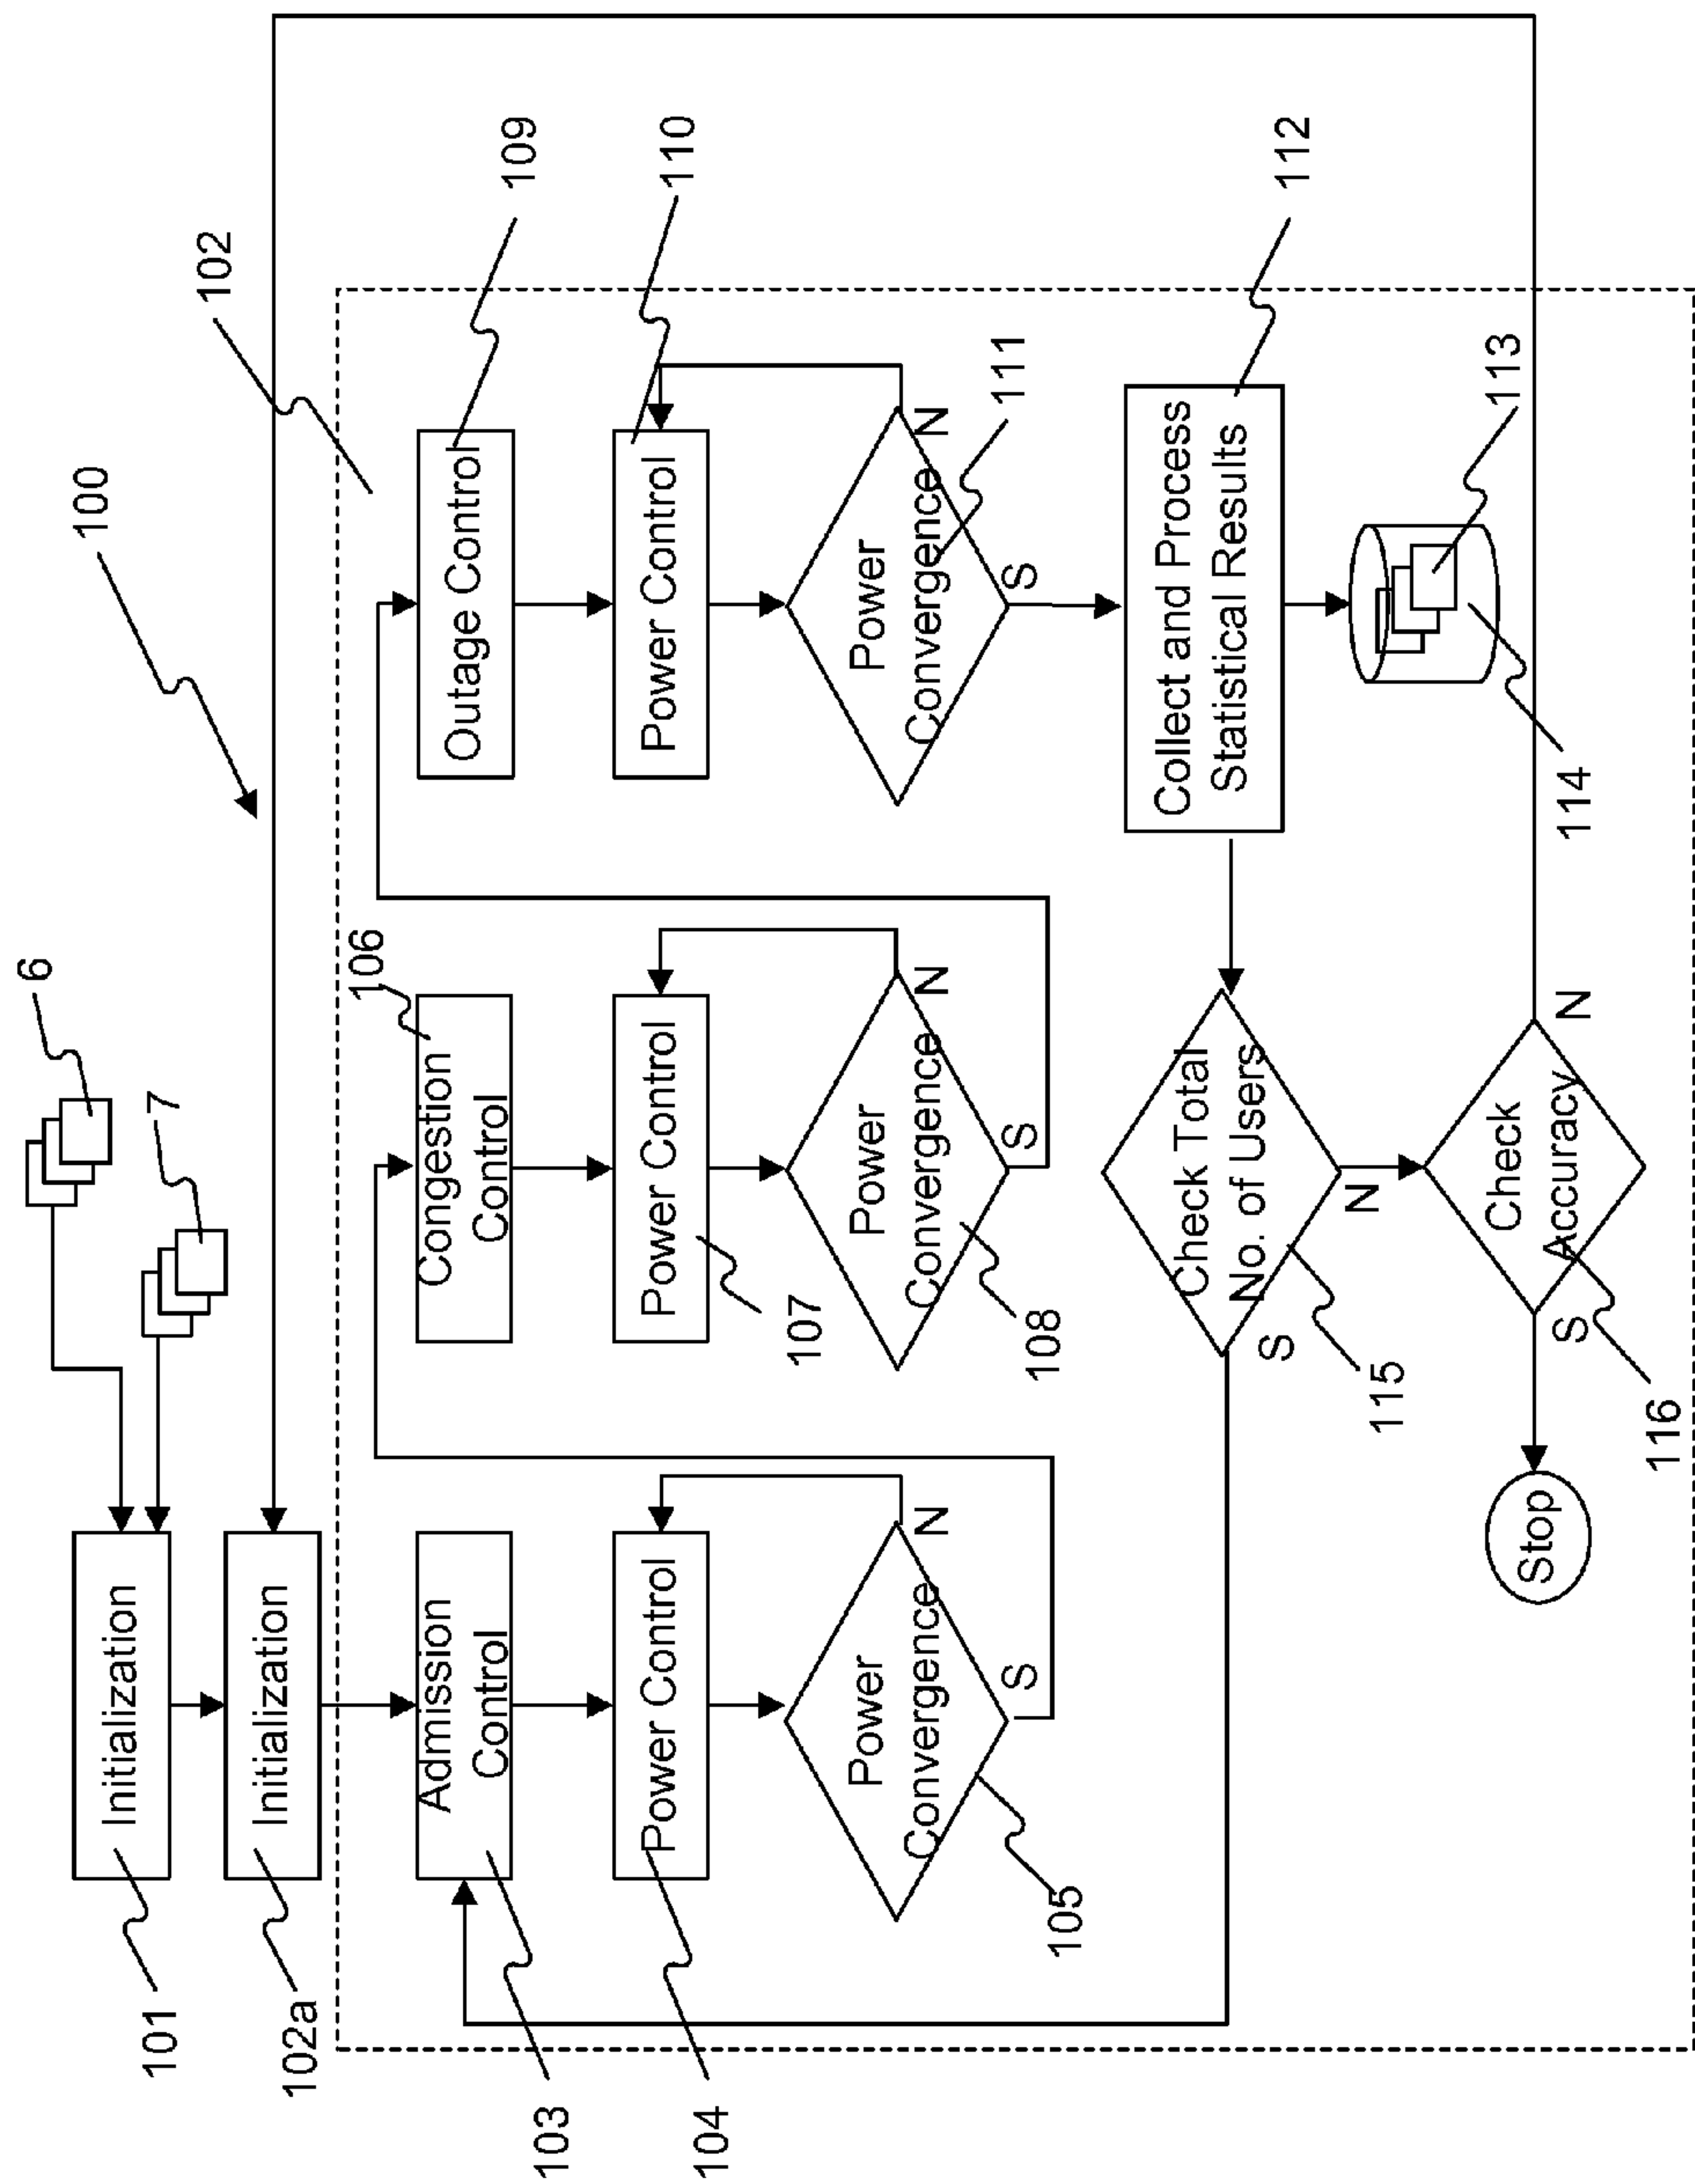 100
102
6
7
101
Initialization
102a
Initialization
103
Admission
Control
104
Power Control
Power
Convergence
105
N
S
106
Congestion
Control
107
Power Control
Power
Convergence
108
N
S
109
Outage Control
110
Power Control
Power
Convergence
111
N
S
112
Collect and Process
Statistical Results
113
114
Check Total
No. of Users
115
S
N
Check
Accuracy
116
N
S
Stop